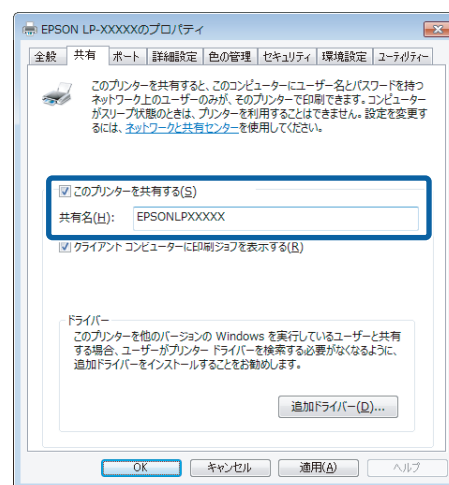 EPSON LP-XXXXXのプロパティ
全般 共有 ポート 詳細設定 色の管理 セキュリティ 環境設定 ユーティリティー
このプリンターを共有すると、このコンピューターにユーザー名とパスワードを持つ
ネットワーク上のユーザーのみが、そのプリンターで印刷できます。コンピューター
がスリープ状態のときは、プリンターを利用することはできません。設定を変更す
るには、ネットワークと共有センターを使用してください。
このプリンターを共有する(S)
共有名(H): EPSONLPXXXXX
クライアント コンピューターに印刷ジョブを表示する(R)
ドライバー
このプリンターを他のバージョンの Windows を実行しているユーザーと共有
する場合、ユーザーがプリンター ドライバーを検索する必要がなくなるように、
追加ドライバーをインストールすることをお勧めします。
追加ドライバー(D)...
OK キャンセル 適用(A) ヘルプ